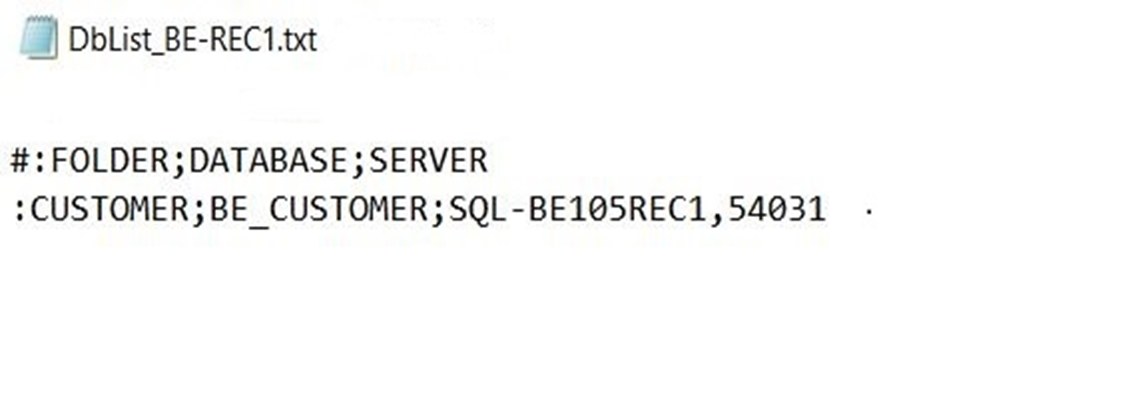 DbList_BE-REC1.txt
#:FOLDER;DATABASE;SERVER
:CUSTOMER;BE_CUSTOMER;SQL-BE105REC1,54031